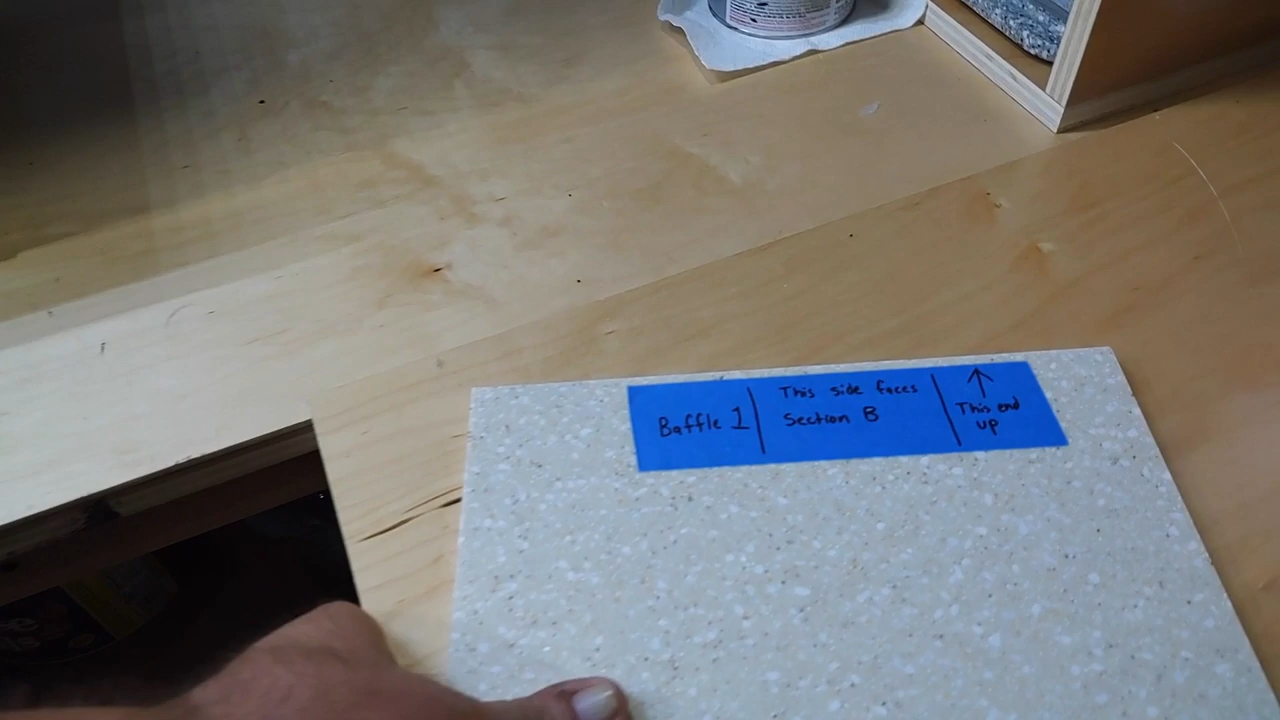 Baffle 1
This side faces
Section B
↑
This end
up